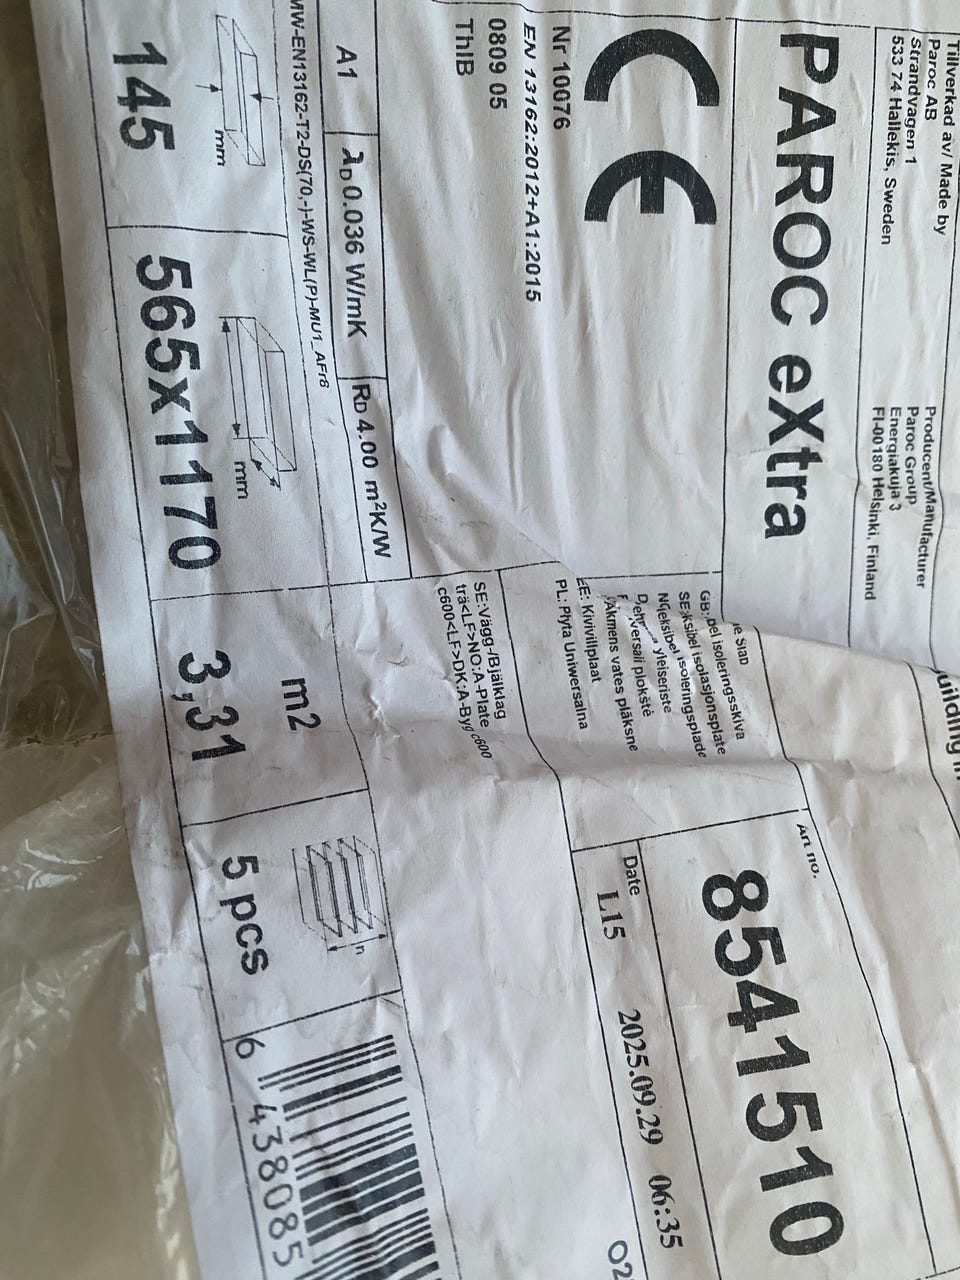 Tillverkad av/ Made by
Paroc AB
Strandvägen 1
533 74 Hällekis, Sweden
Producent/Manufacturer
Paroc Group
Energiakuja 3
FI-00180 Helsinki, Finland
PAROC eXtra
CE
Nr 10076
EN 13162:2012+A1:2015
0809 05
ThIB
SE:
EE: Kivivillplaat
PL: Płyta Uniwersalna
SE:Vägg-/Bjälklag
trä<LF>NO:A-Plate
c600<LF>DK:A-Byg c600
Art no.
8541510
Date
L15 2025.09.29 06:35
A1
λD 0.036 W/mK
RD 4.00 m²K/W
MW-EN13162-T2-DS(70,-)-WS-WL(P)-MU1_AFr8
mm
145
mm
565x1170
m2
3,31
n
5 pcs
6 438085